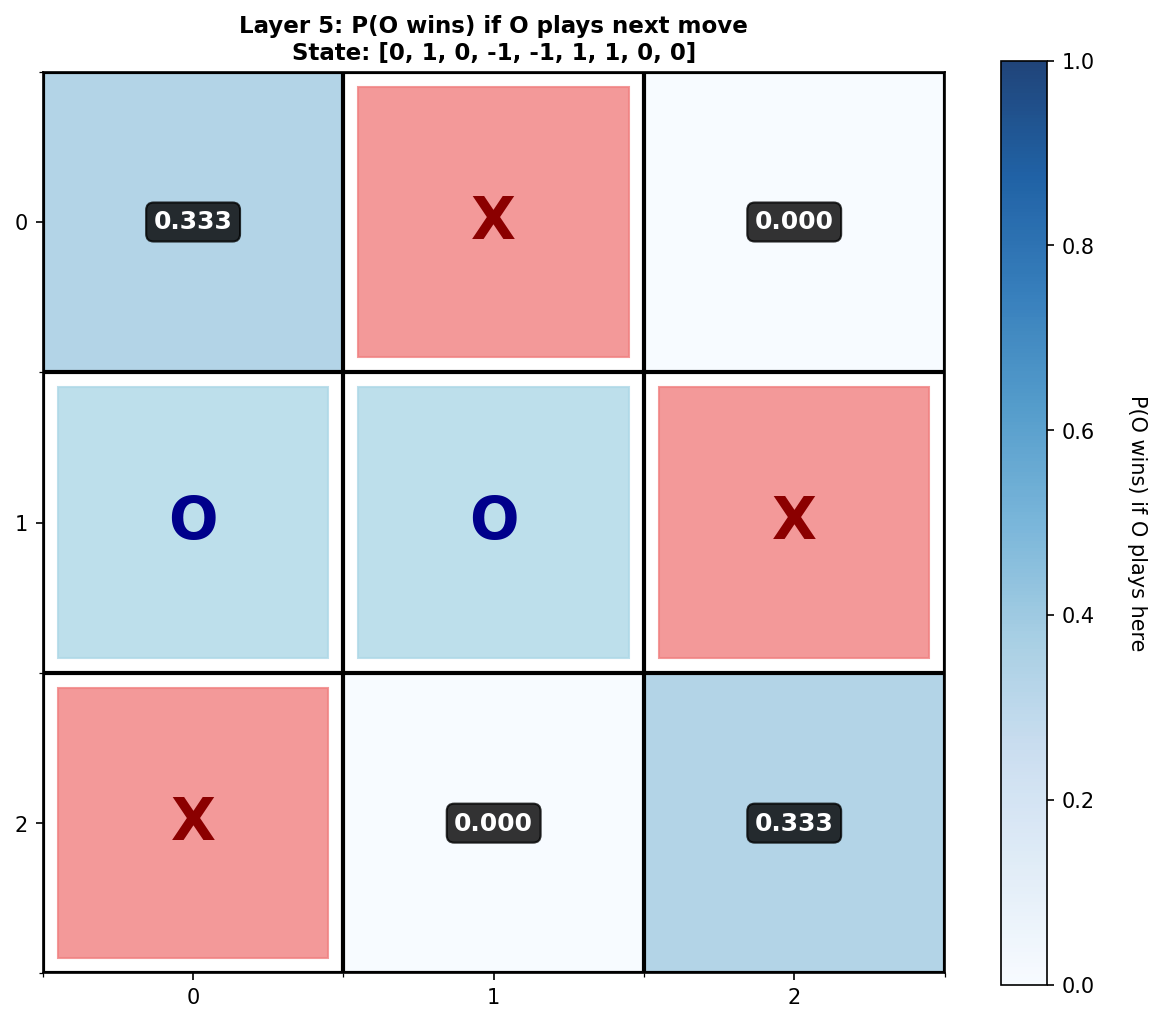 Layer 5: P(O wins) if O plays next move
State: [0, 1, 0, -1, -1, 1, 1, 0, 0]
0.333
X
0.000
O
O
X
X
0.000
0.333
0
1
2
0
1
2
1.0
0.8
0.6
0.4
0.2
0.0
P(O wins) if O plays here